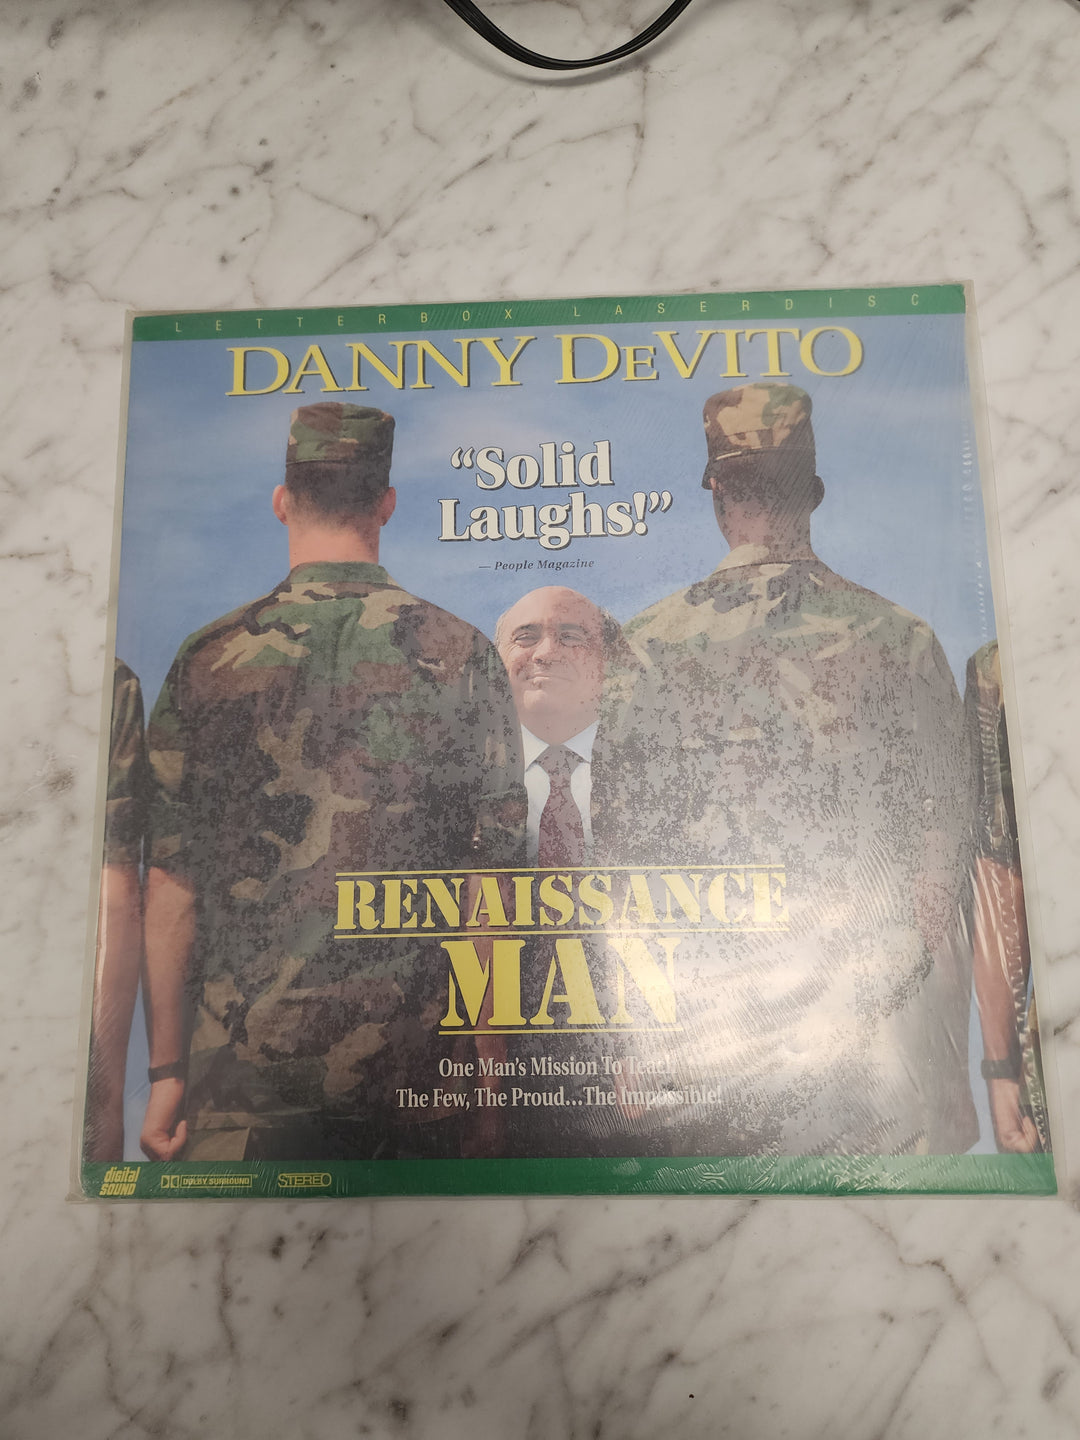 LETTERBOX LASERDISC
DANNY DEVITO
“Solid
Laughs!”
— People Magazine
RENAISSANCE
MAN
One Man's Mission To Teach
The Few, The Proud...The Impossible!
digital
SOUND
DOLBY SURROUND™
STEREO